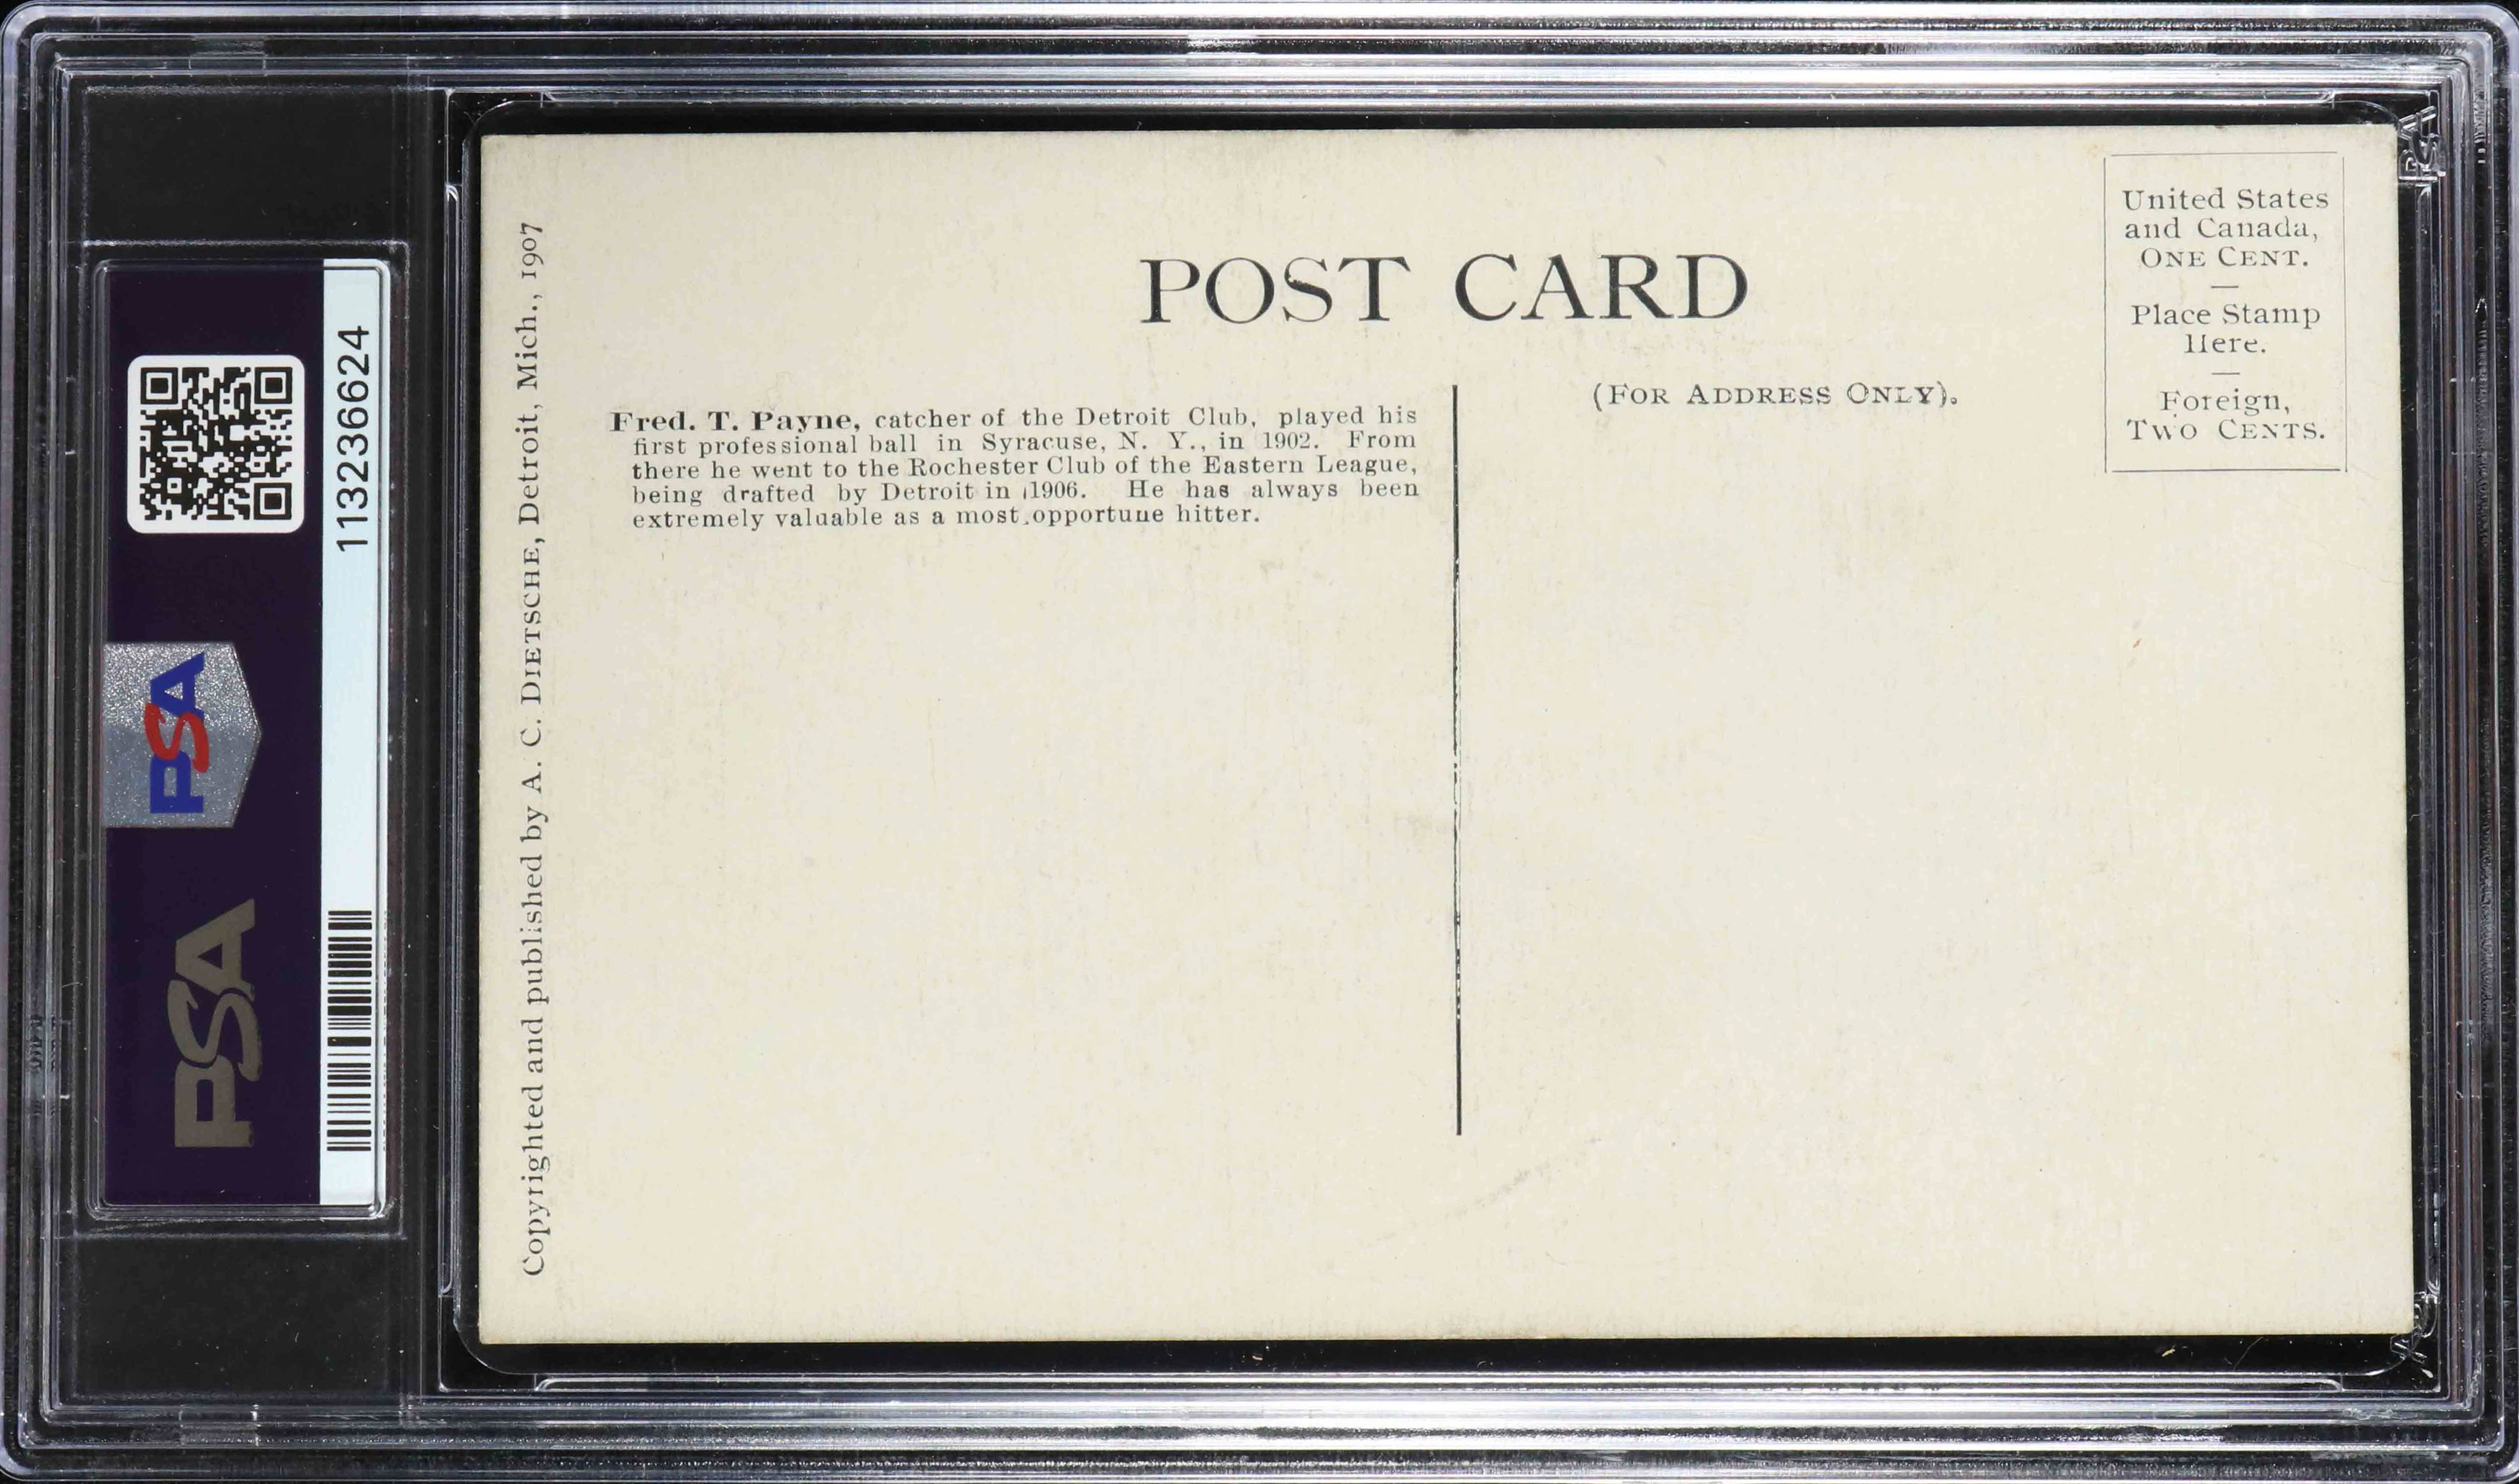 113236624
PSA
PSA
Copyrighted and published by A. C. DIETSCHE, Detroit, Mich., 1907
POST CARD
Fred. T. Payne, catcher of the Detroit Club, played his
first professional ball in Syracuse, N. Y., in 1902. From
there he went to the Rochester Club of the Eastern League,
being drafted by Detroit in 1906. He has always been
extremely valuable as a most opportune hitter.
(FOR ADDRESS ONLY).
United States
and Canada,
ONE CENT.
—
Place Stamp
Here.
—
Foreign,
TWO CENTS.
PSA